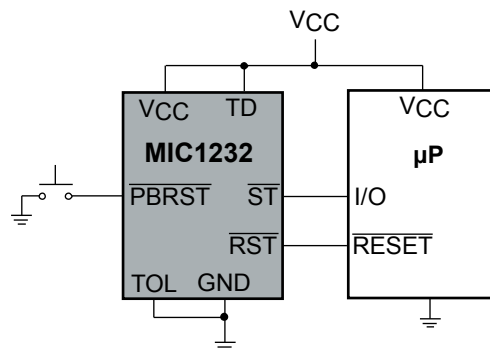 VCC
VCC TD
MIC1232
PBRST ST
RST
TOL GND
VCC
µP
I/O
RESET